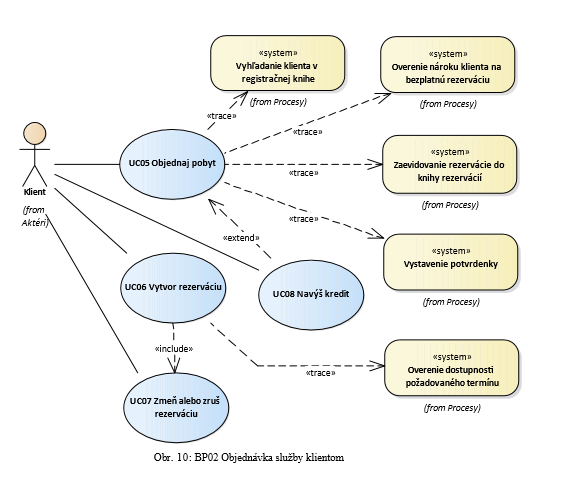 «system»
Vyhľadanie klienta v
registračnej knihe
(from Procesy)
«system»
Overenie nároku klienta na
bezplatnú rezerváciu
(from Procesy)
«trace»
«trace»
Klient
(from
Aktéri)
UC05 Objednaj pobyt
«trace»
«system»
Zaevidovanie rezervácie do
knihy rezervácií
(from Procesy)
«trace»
«extend»
«system»
Vystavenie potvrdenky
(from Procesy)
UC06 Vytvor rezerváciu
UC08 Navýš kredit
«include»
«trace»
«system»
Overenie dostupnosti
požadovaného termínu
(from Procesy)
UC07 Zmeň alebo zruš
rezerváciu
Obr. 10: BP02 Objednávka služby klientom